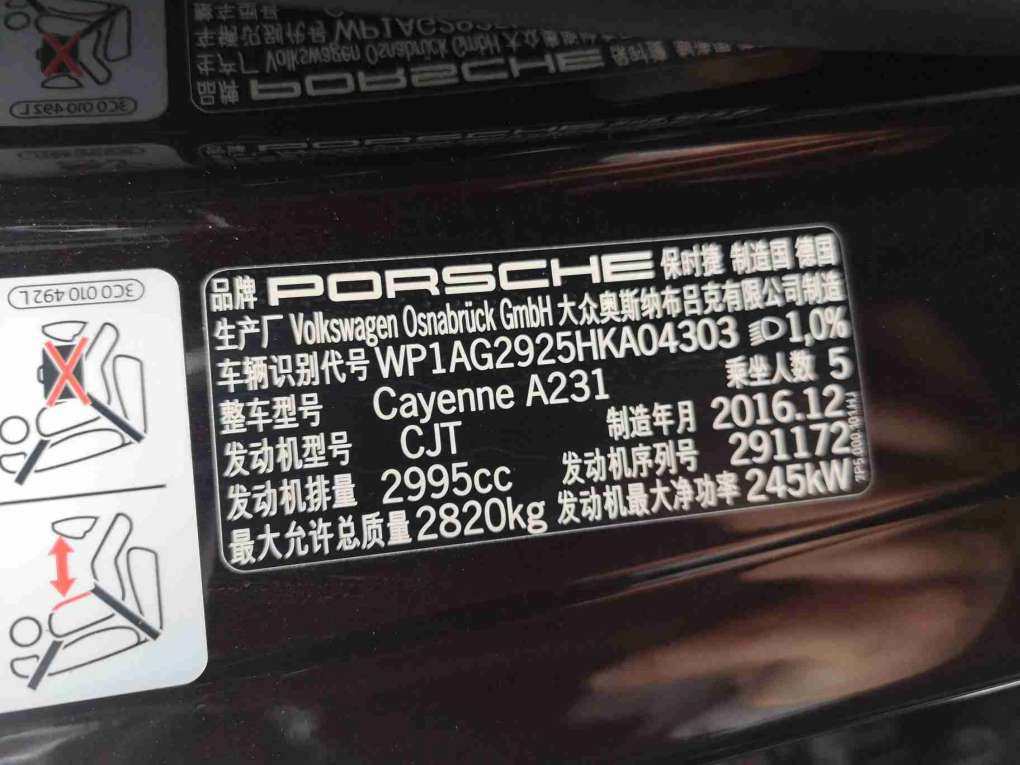 3C0 010 492 L
品牌 PORSCHE 保时捷 制造国 德国
生产厂 Volkswagen Osnabrück GmbH 大众奥斯纳布吕克有限公司制造
车辆识别代号 WP1AG2925HKA04303 1,0%
整车型号 Cayenne A231 乘坐人数 5
发动机型号 CJT 制造年月 2016.12
发动机排量 2995cc 发动机序列号 291172
最大允许总质量 2820kg 发动机最大净功率 245kW